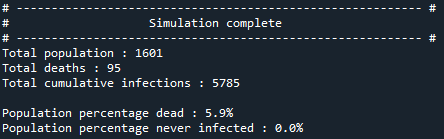 # ---------------------------------------------------------- #
#                    Simulation complete
# ---------------------------------------------------------- #
Total population : 1601
Total deaths : 95
Total cumulative infections : 5785

Population percentage dead : 5.9%
Population percentage never infected : 0.0%